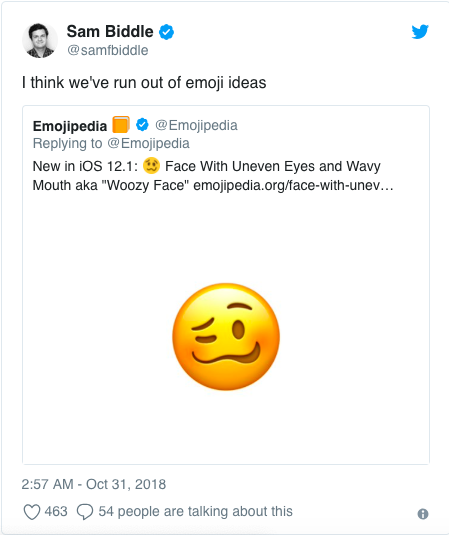 Sam Biddle
@samfbiddle
I think we've run out of emoji ideas
Emojipedia 📙 @Emojipedia
Replying to @Emojipedia
New in iOS 12.1: 🥴 Face With Uneven Eyes and Wavy
Mouth aka "Woozy Face" emojipedia.org/face-with-unev…
2:57 AM - Oct 31, 2018
463 54 people are talking about this